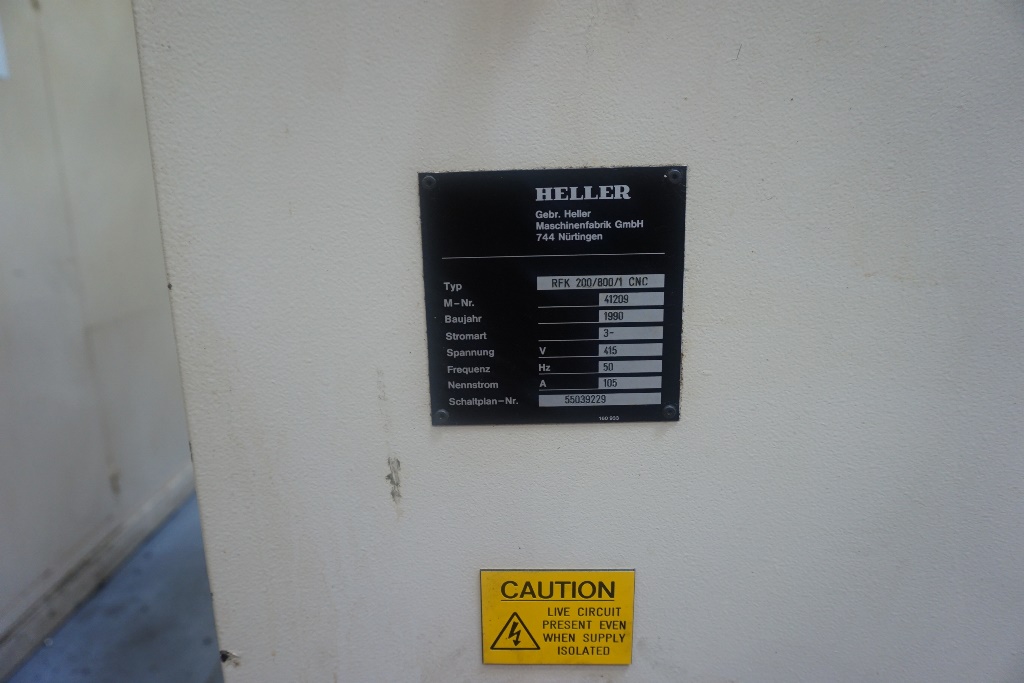 HELLER
Gebr. Heller
Maschinenfabrik GmbH
744 Nürtingen
Typ RFK 200/800/1 CNC
M-Nr. 41209
Baujahr 1990
Stromart 3~
Spannung V 415
Frequenz Hz 50
Nennstrom A 105
Schaltplan-Nr. 55039229
CAUTION
LIVE CIRCUIT
PRESENT EVEN
WHEN SUPPLY
ISOLATED